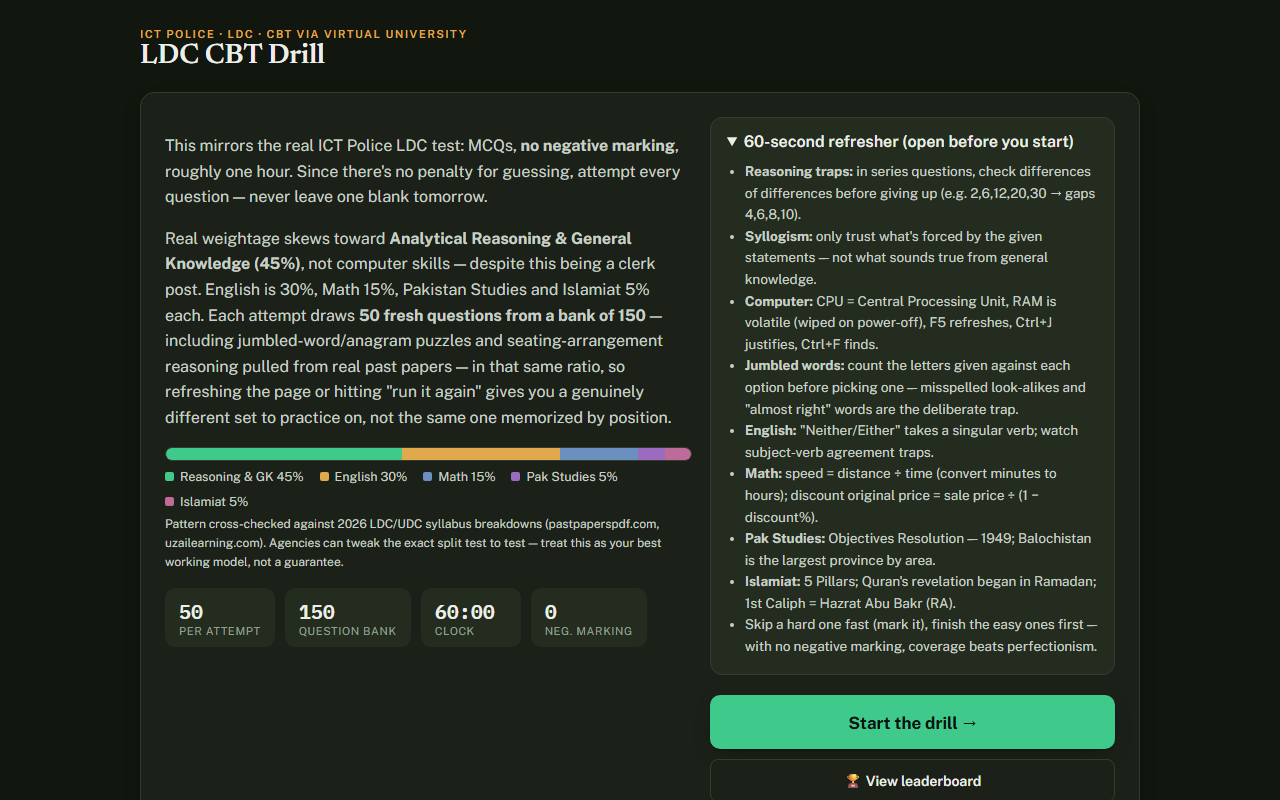 ICT POLICE · LDC · CBT VIA VIRTUAL UNIVERSITY
LDC CBT Drill
This mirrors the real ICT Police LDC test: MCQs, no negative marking,
roughly one hour. Since there's no penalty for guessing, attempt every
question — never leave one blank tomorrow.
Real weightage skews toward Analytical Reasoning & General
Knowledge (45%), not computer skills — despite this being a clerk
post. English is 30%, Math 15%, Pakistan Studies and Islamiat 5%
each. Each attempt draws 50 fresh questions from a bank of 150 —
including jumbled-word/anagram puzzles and seating-arrangement
reasoning pulled from real past papers — in that same ratio, so
refreshing the page or hitting "run it again" gives you a genuinely
different set to practice on, not the same one memorized by position.
Reasoning & GK 45% English 30% Math 15% Pak Studies 5%
Islamiat 5%
Pattern cross-checked against 2026 LDC/UDC syllabus breakdowns (pastpaperspdf.com,
uzailearning.com). Agencies can tweak the exact split test to test — treat this as your best
working model, not a guarantee.
50 150 60:00 0
PER ATTEMPT QUESTION BANK CLOCK NEG. MARKING
▼ 60-second refresher (open before you start)
• Reasoning traps: in series questions, check differences
of differences before giving up (e.g. 2,6,12,20,30 → gaps
4,6,8,10).
• Syllogism: only trust what's forced by the given
statements — not what sounds true from general
knowledge.
• Computer: CPU = Central Processing Unit, RAM is
volatile (wiped on power-off), F5 refreshes, Ctrl+J
justifies, Ctrl+F finds.
• Jumbled words: count the letters given against each
option before picking one — misspelled look-alikes and
"almost right" words are the deliberate trap.
• English: "Neither/Either" takes a singular verb; watch
subject-verb agreement traps.
• Math: speed = distance ÷ time (convert minutes to
hours); discount original price = sale price ÷ (1 −
discount%).
• Pak Studies: Objectives Resolution — 1949; Balochistan
is the largest province by area.
• Islamiat: 5 Pillars; Quran's revelation began in Ramadan;
1st Caliph = Hazrat Abu Bakr (RA).
• Skip a hard one fast (mark it), finish the easy ones first —
with no negative marking, coverage beats perfectionism.
Start the drill →
🏆 View leaderboard